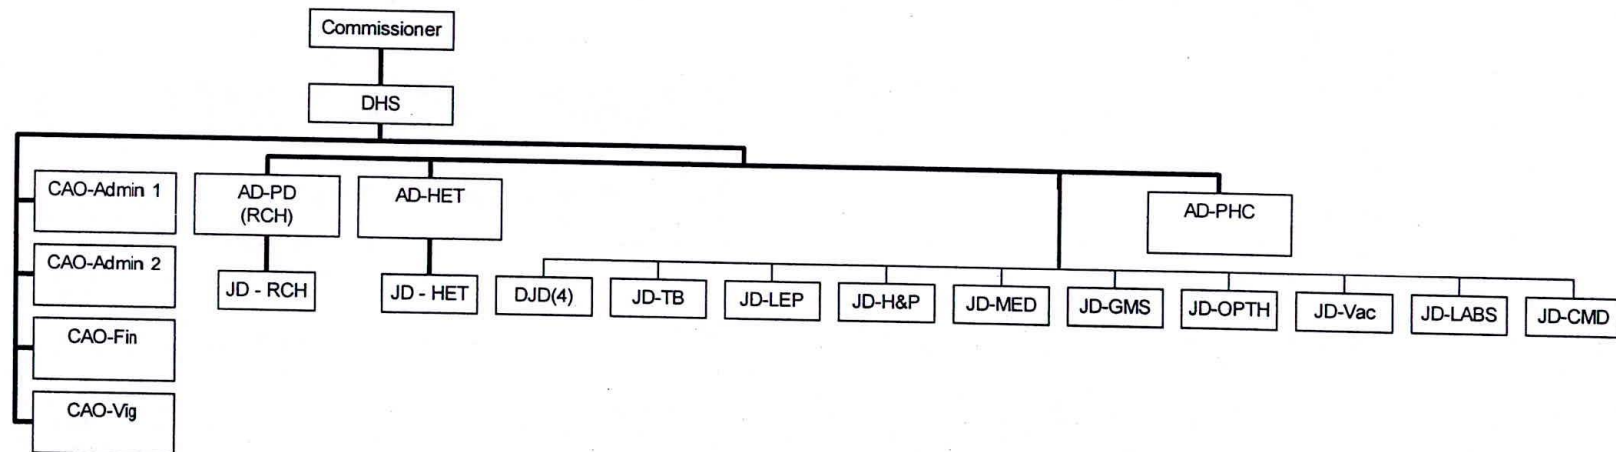 Commissioner
DHS
CAO-Admin 1
AD-PD
(RCH)
AD-HET
AD-PHC
CAO-Admin 2
JD - RCH
JD - HET
DJD(4)
JD-TB
JD-LEP
JD-H&P
JD-MED
JD-GMS
JD-OPTH
JD-Vac
JD-LABS
JD-CMD
CAO-Fin
CAO-Vig